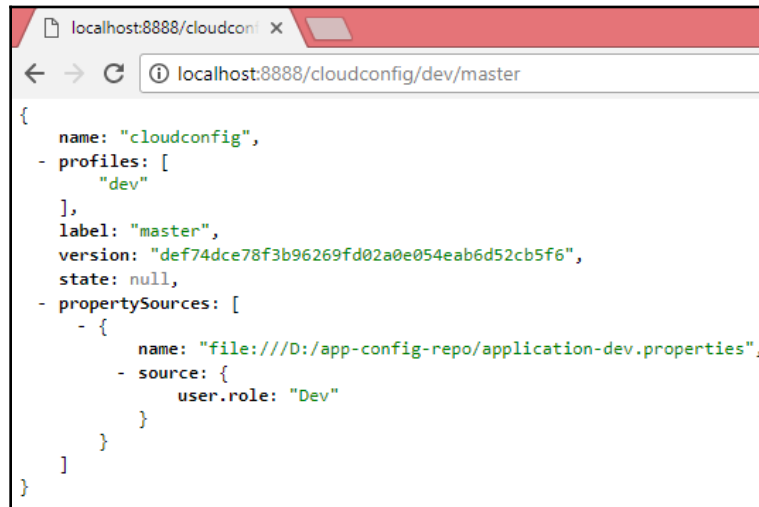 localhost:8888/cloudconf
localhost:8888/cloudconfig/dev/master
{
name: "cloudconfig",
- profiles: [
"dev"
],
label: "master",
version: "def74dce78f3b96269fd02a0e054eab6d52cb5f6",
state: null,
- propertySources: [
- {
name: "file:///D:/app-config-repo/application-dev.properties",
- source: {
user.role: "Dev"
}
}
]
}